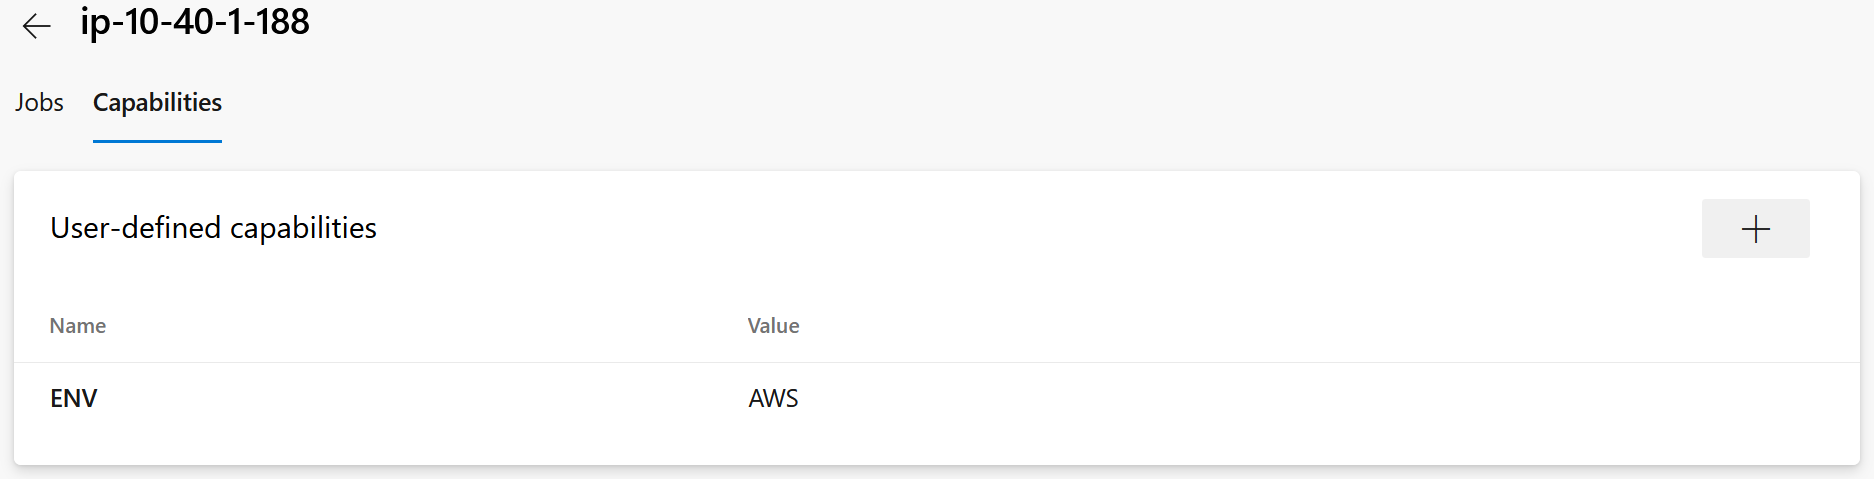 ip-10-40-1-188
Jobs Capabilities
User-defined capabilities
Name Value
ENV AWS